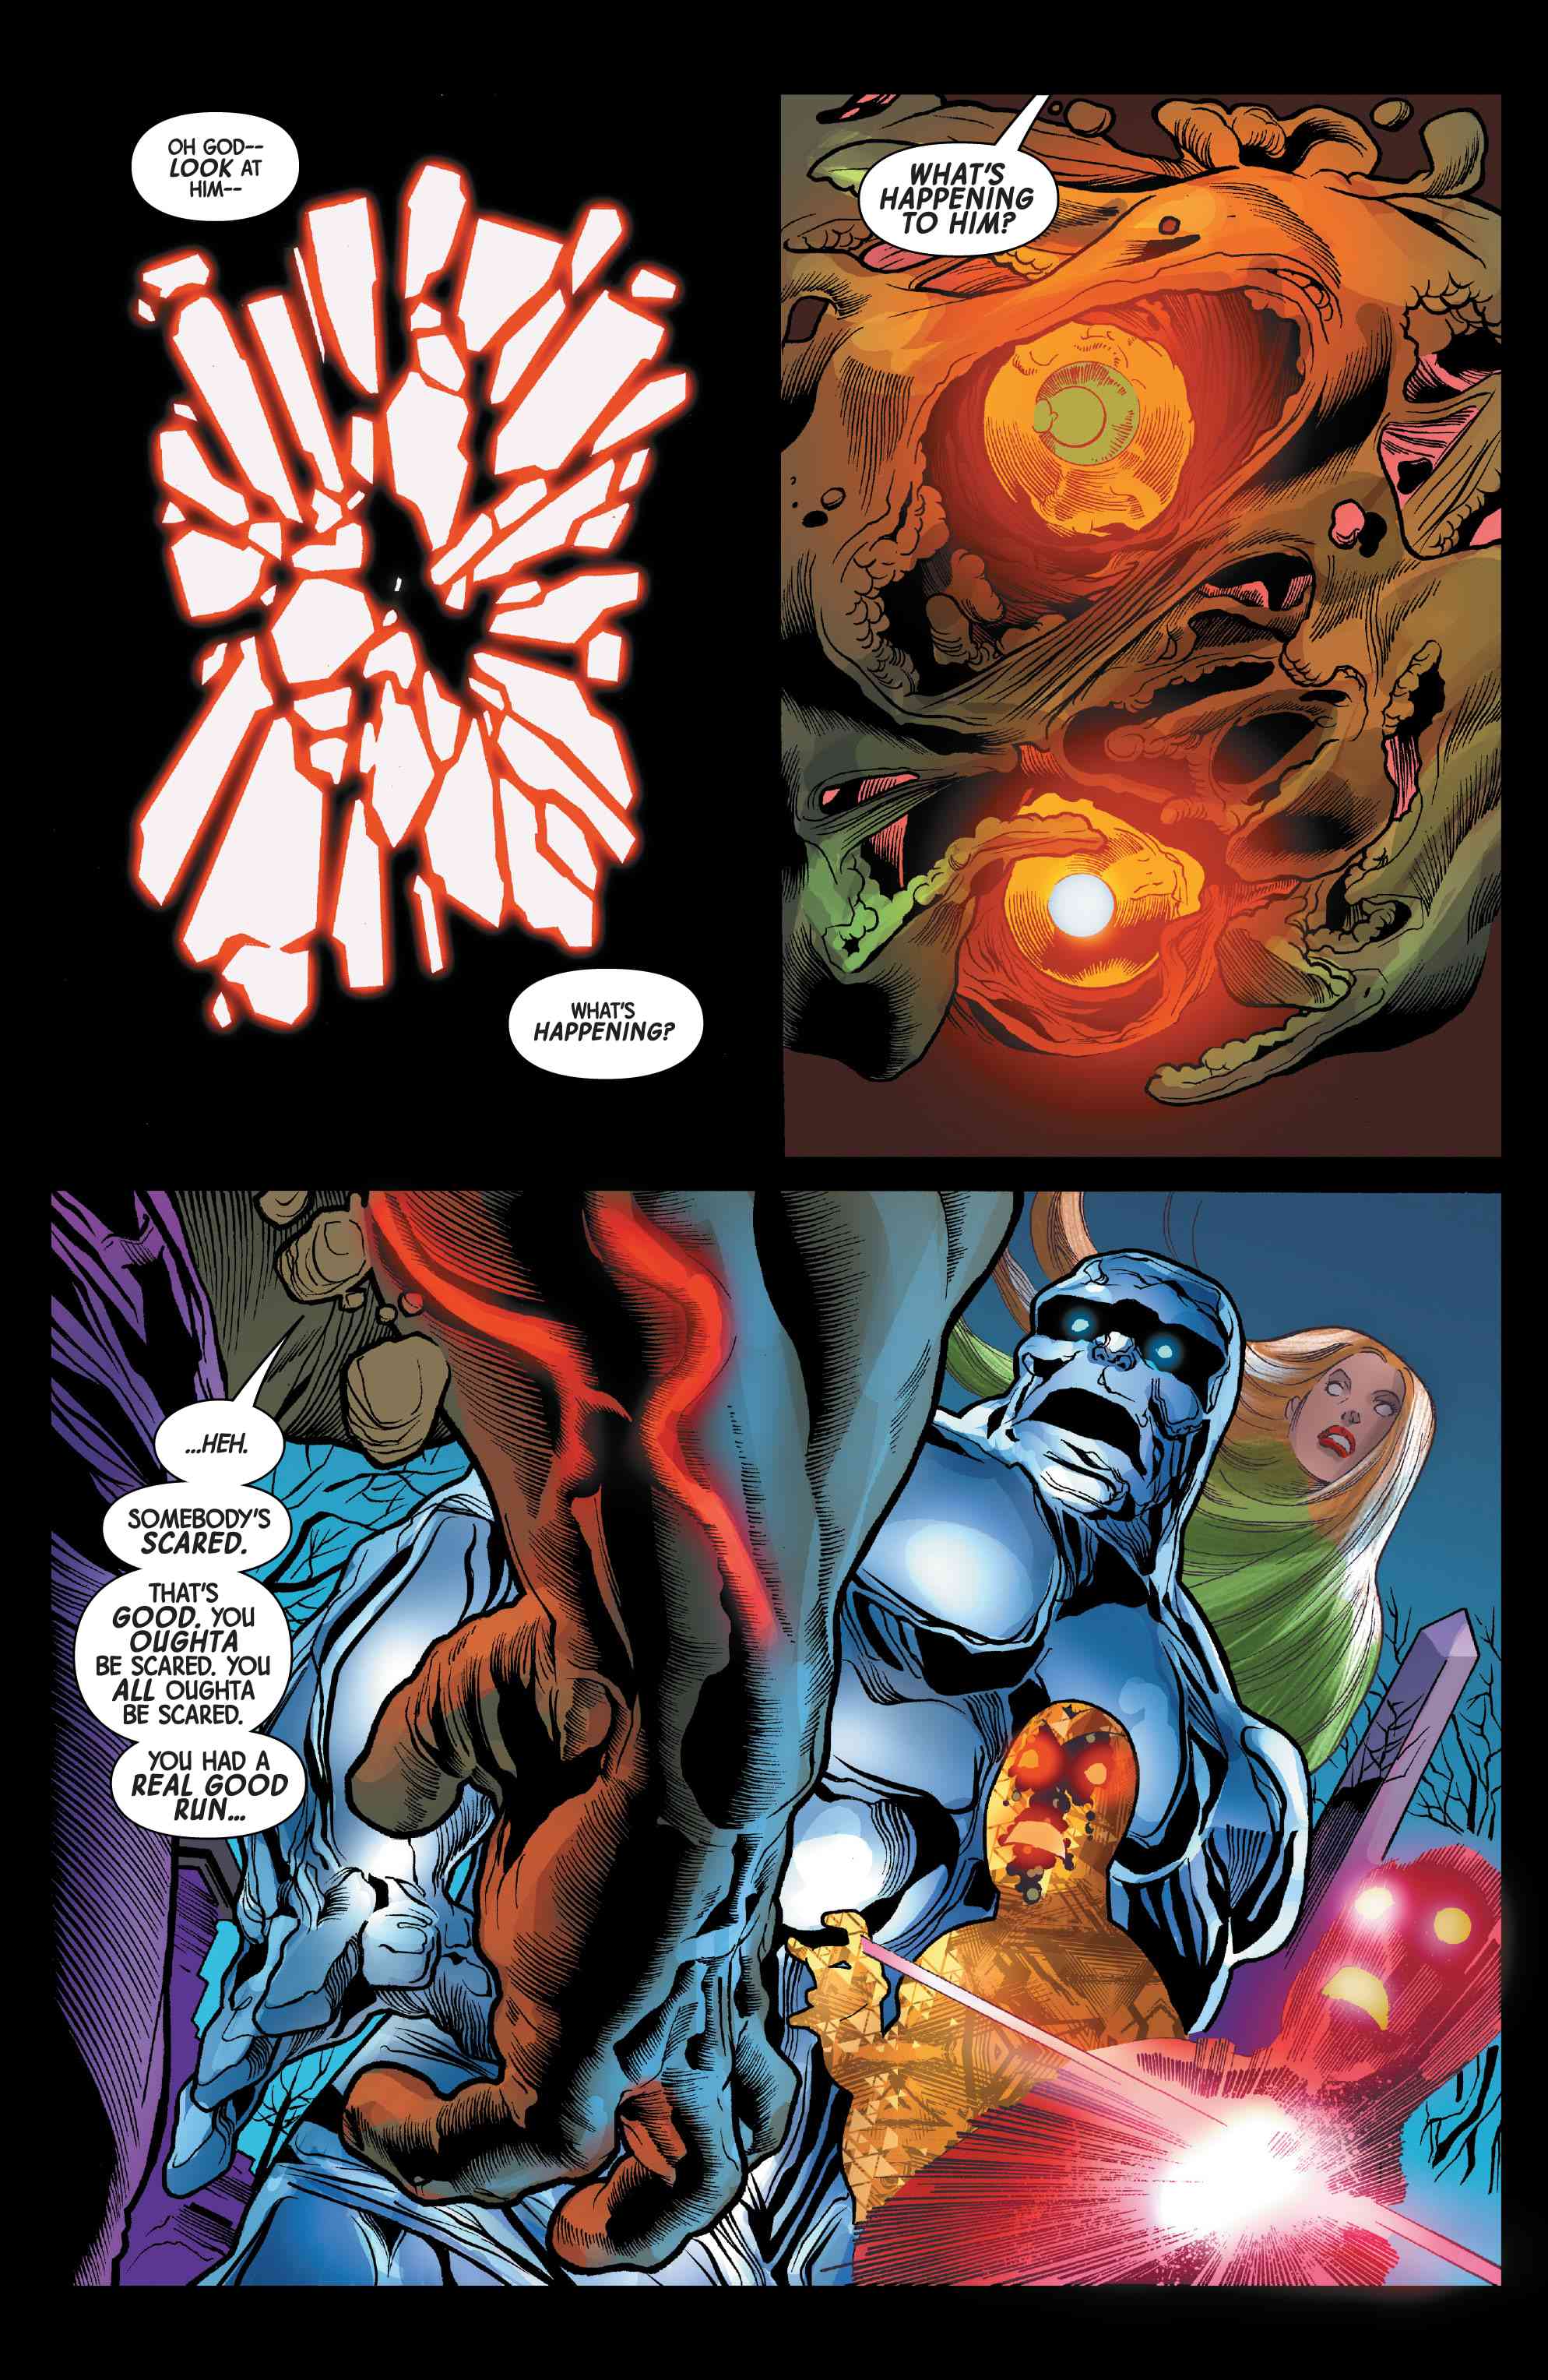 OH GOD--
LOOK AT
HIM--
WHAT'S
HAPPENING?
WHAT'S
HAPPENING
TO HIM?
...HEH.
SOMEBODY'S
SCARED.
THAT'S
GOOD. YOU
OUGHTA
BE SCARED. YOU
ALL OUGHTA
BE SCARED.
YOU HAD A
REAL GOOD
RUN...